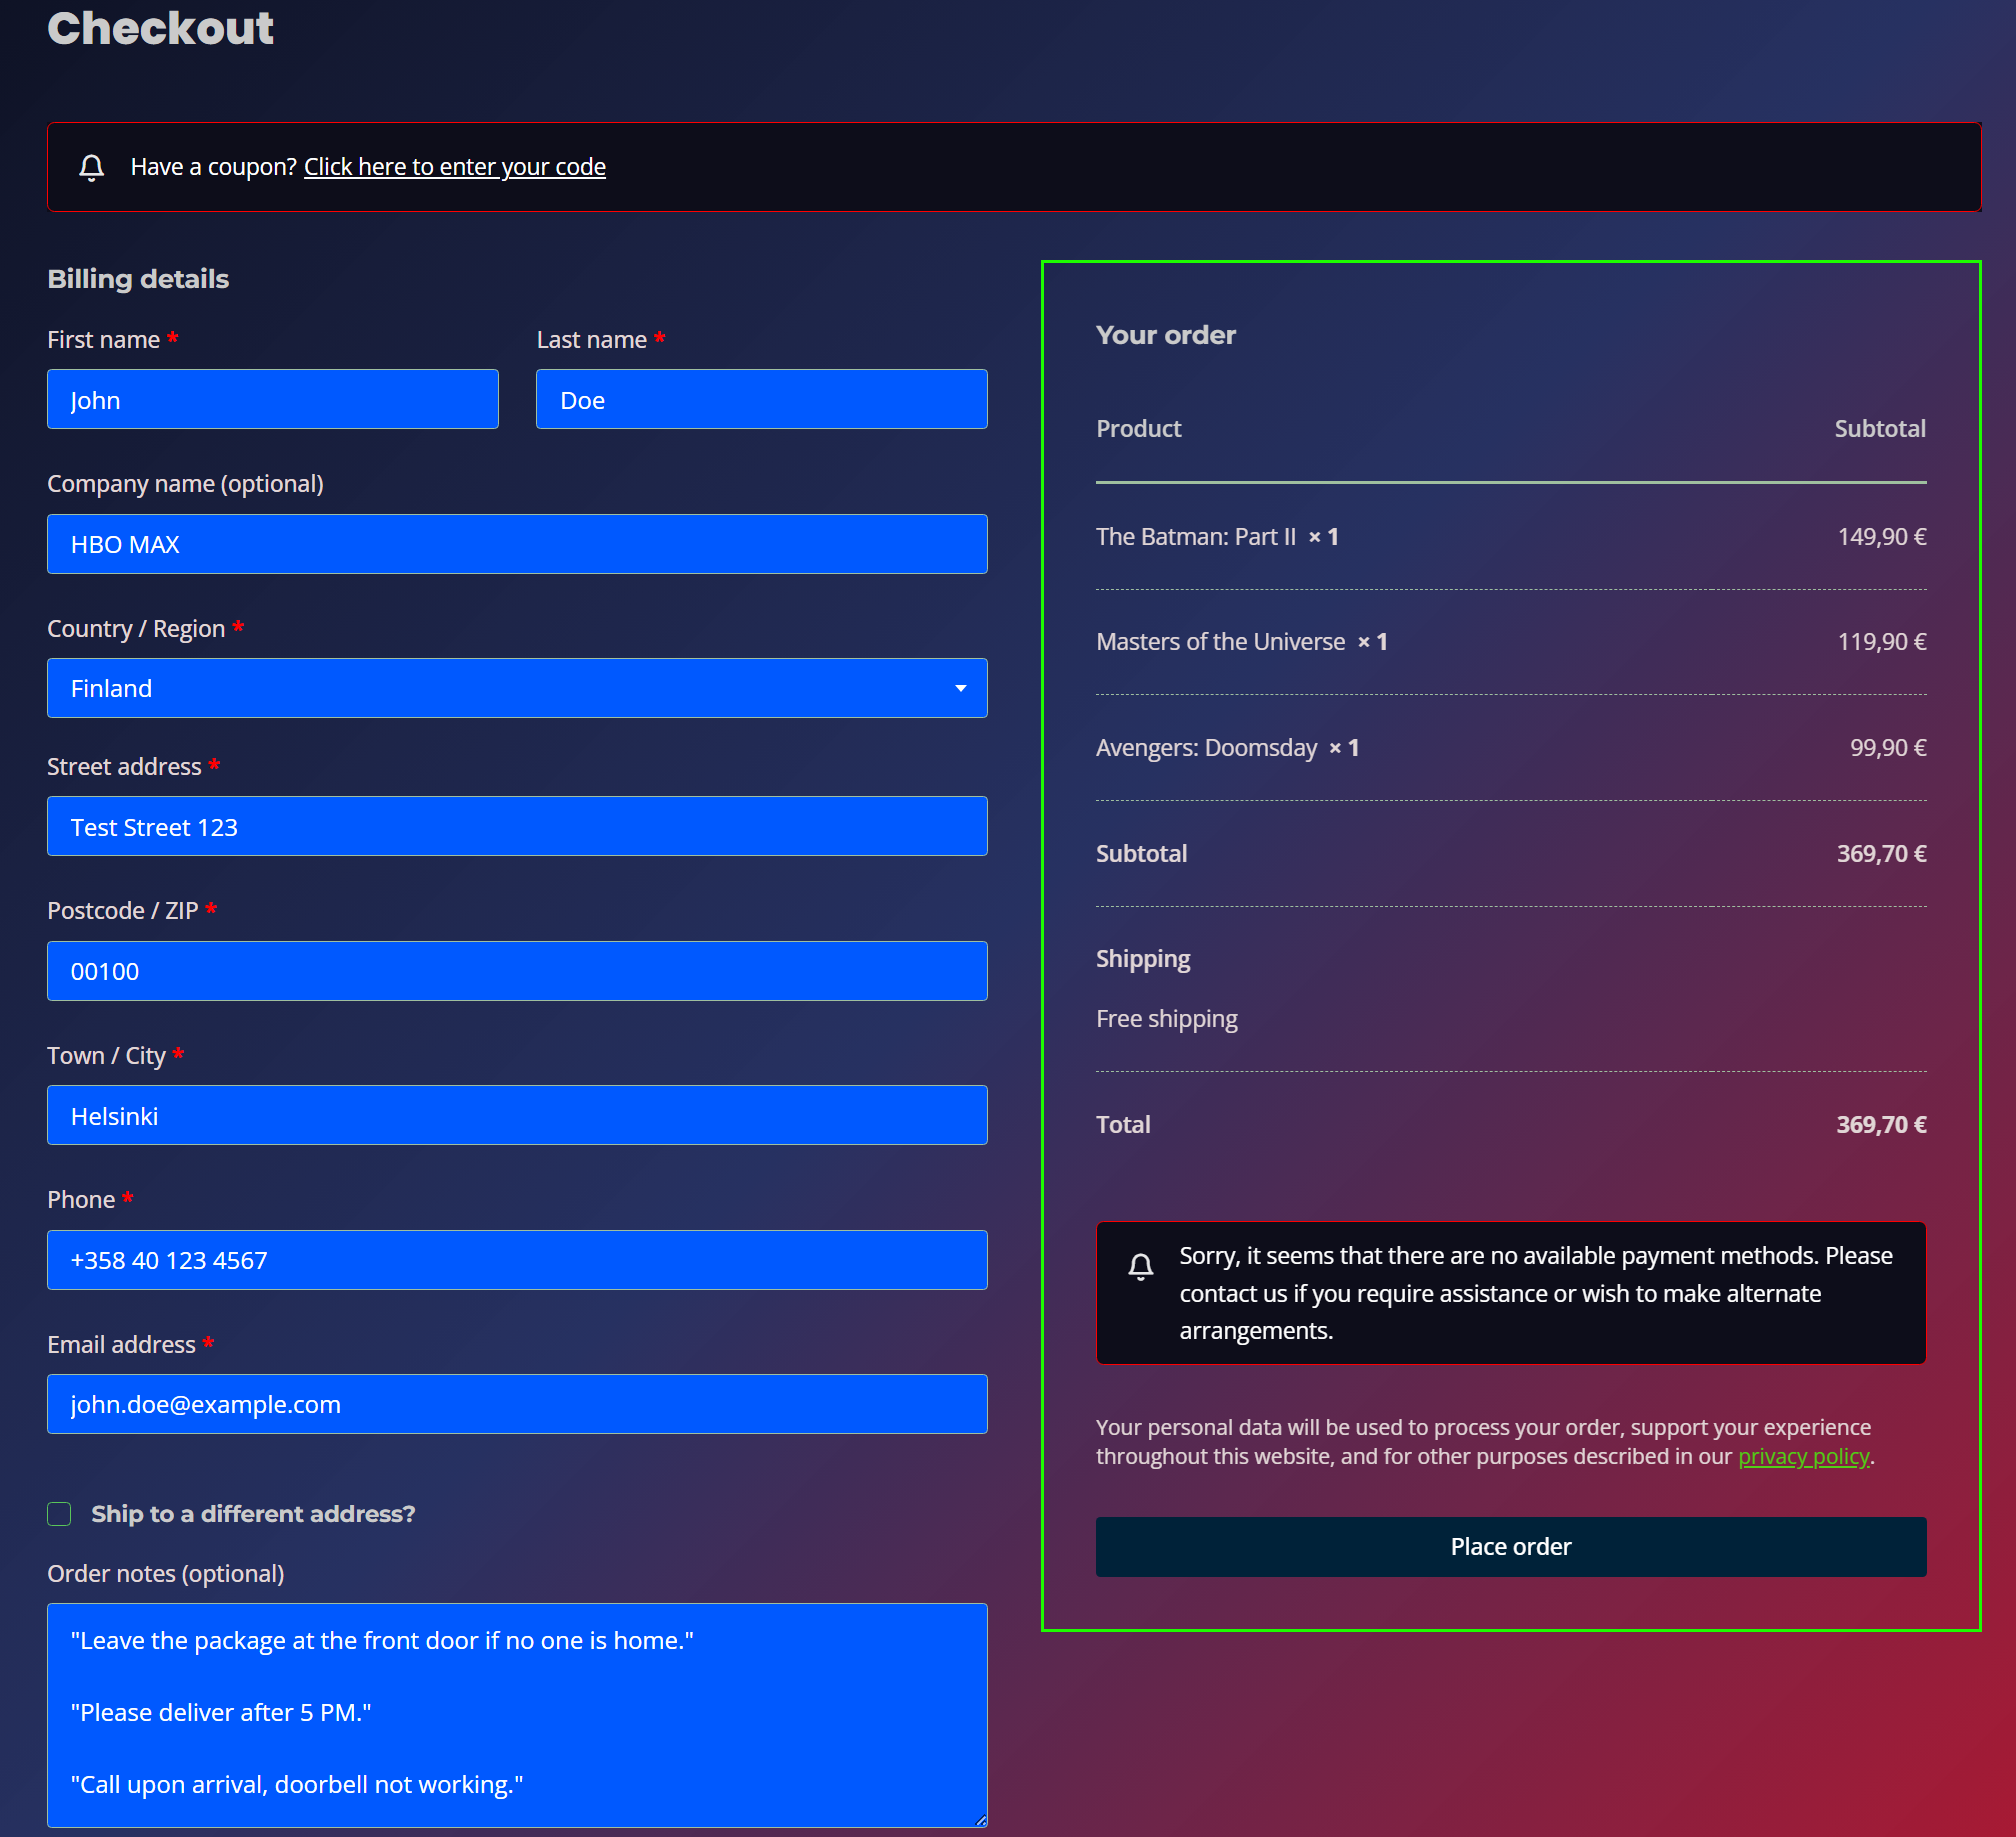 Checkout
Have a coupon? Click here to enter your code
Billing details
First name *
Last name *
John
Doe
Company name (optional)
HBO MAX
Country / Region *
Finland
Street address *
Test Street 123
Postcode / ZIP *
00100
Town / City *
Helsinki
Phone *
+358 40 123 4567
Email address *
john.doe@example.com
Ship to a different address?
Order notes (optional)
"Leave the package at the front door if no one is home."
"Please deliver after 5 PM."
"Call upon arrival, doorbell not working."
Your order
Product Subtotal
The Batman: Part II × 1 149,90 €
Masters of the Universe × 1 119,90 €
Avengers: Doomsday × 1 99,90 €
Subtotal 369,70 €
Shipping
Free shipping
Total 369,70 €
Sorry, it seems that there are no available payment methods. Please
contact us if you require assistance or wish to make alternate
arrangements.
Your personal data will be used to process your order, support your experience
throughout this website, and for other purposes described in our privacy policy.
Place order